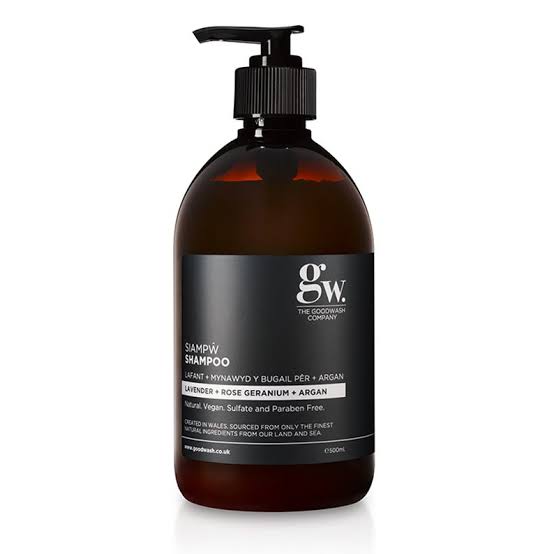 gw.
THE GOODWASH
COMPANY
SIAMPŴ
SHAMPOO
LAFANT + MYNAWYD Y BUGAIL PÊR + ARGAN
LAVENDER + ROSE GERANIUM + ARGAN
Natural. Vegan. Sulfate and Paraben Free.
CREATED IN WALES. SOURCED FROM ONLY THE FINEST
NATURAL INGREDIENTS FROM OUR LAND AND SEA.
www.goodwash.co.uk
℮500ml.